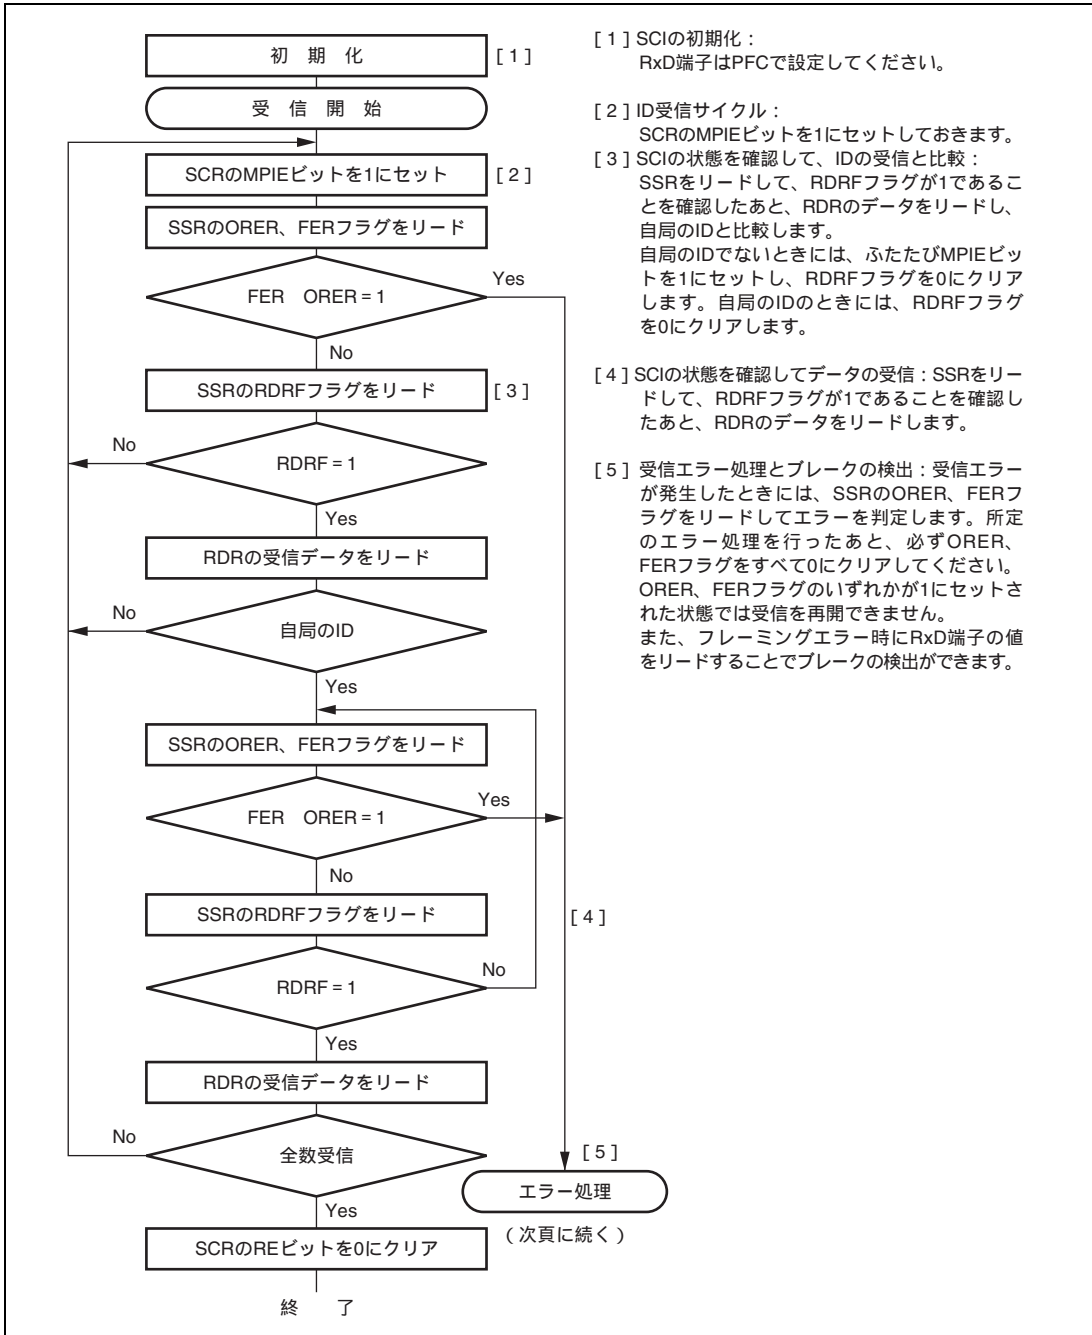 初 期 化
[ 1 ]
受 信 開 始
SCRのMPIEビットを1にセット
[ 2 ]
SSRのORER、FERフラグをリード
FER ORER = 1
Yes
No
SSRのRDRFフラグをリード
[ 3 ]
No
RDRF = 1
Yes
RDRの受信データをリード
No
自局のID
Yes
SSRのORER、FERフラグをリード
FER ORER = 1
Yes
No
SSRのRDRFフラグをリード
[ 4 ]
RDRF = 1
No
Yes
RDRの受信データをリード
No
全数受信
[ 5 ]
エラー処理
Yes
(次頁に続く)
SCRのREビットを0にクリア
終 了
[ 1 ] SCIの初期化：
RxD端子はPFCで設定してください。
[ 2 ] ID受信サイクル：
SCRのMPIEビットを1にセットしておきます。
[ 3 ] SCIの状態を確認して、IDの受信と比較：
SSRをリードして、RDRFフラグが1であるこ
とを確認したあと、RDRのデータをリードし、
自局のIDと比較します。
自局のIDでないときには、ふたたびMPIEビッ
トを1にセットし、RDRFフラグを0にクリア
します。自局のIDのときには、RDRFフラグ
を0にクリアします。
[ 4 ] SCIの状態を確認してデータの受信：SSRをリー
ドして、RDRFフラグが1であることを確認し
たあと、RDRのデータをリードします。
[ 5 ] 受信エラー処理とブレークの検出：受信エラー
が発生したときには、SSRのORER、FERフ
ラグをリードしてエラーを判定します。所定
のエラー処理を行ったあと、必ずORER、
FERフラグをすべて0にクリアしてください。
ORER、FERフラグのいずれかが1にセットさ
れた状態では受信を再開できません。
また、フレーミングエラー時にRxD端子の値
をリードすることでブレークの検出ができます。